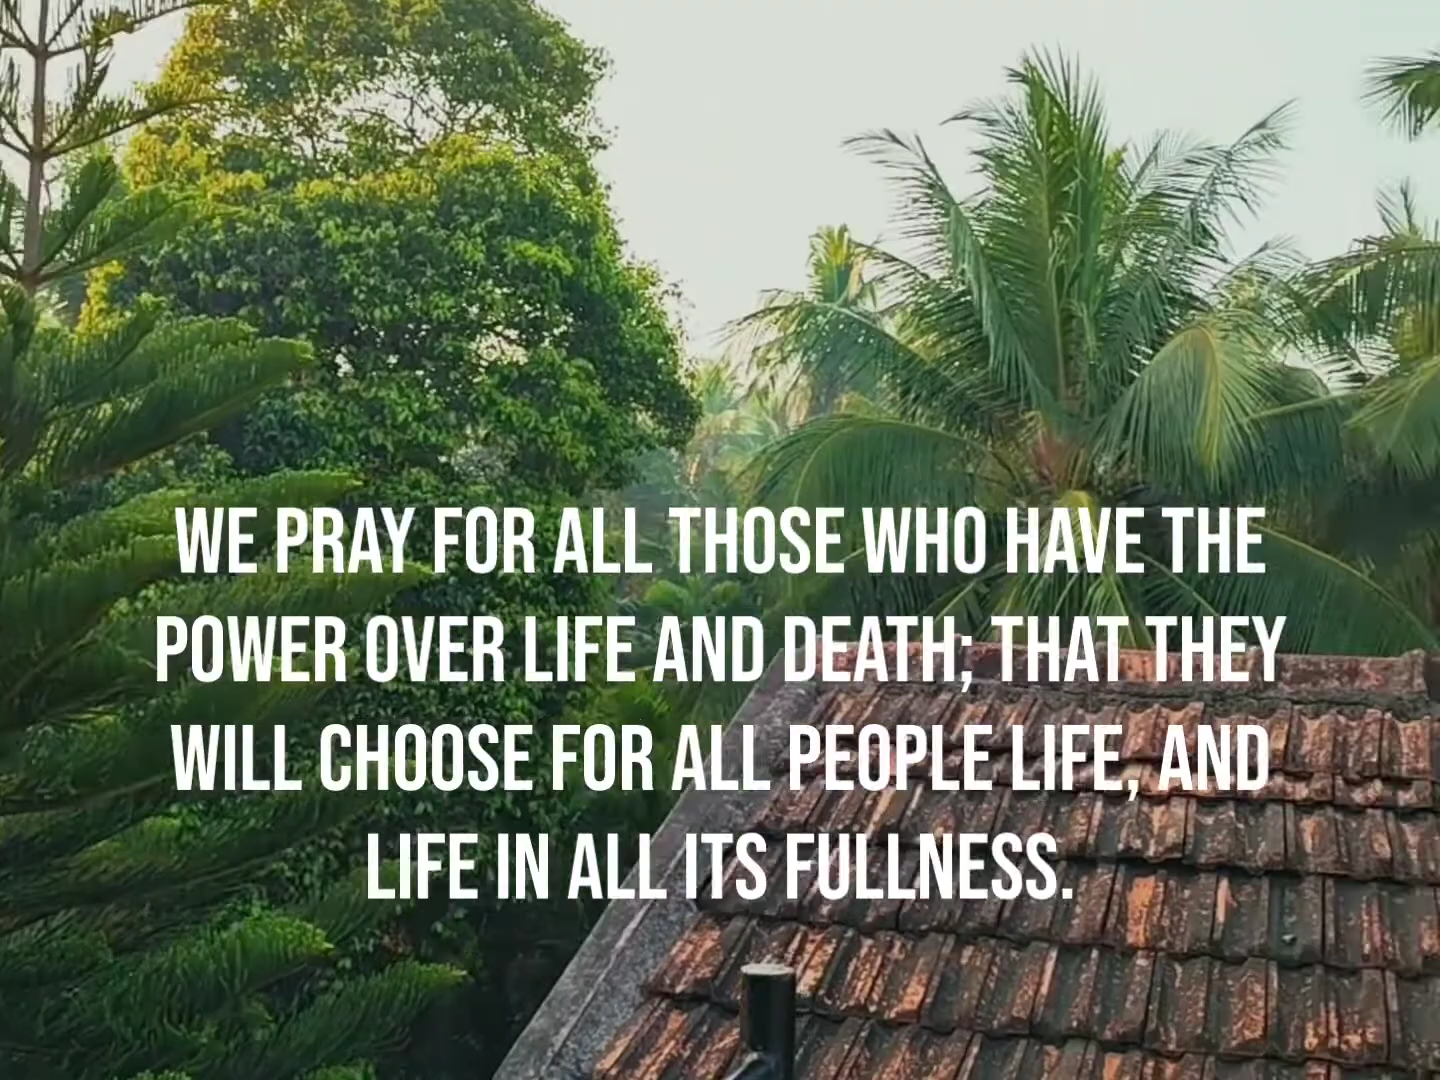 WE PRAY FOR ALL THOSE WHO HAVE THE
POWER OVER LIFE AND DEATH; THAT THEY
WILL CHOOSE FOR ALL PEOPLE LIFE, AND
LIFE IN ALL ITS FULLNESS.